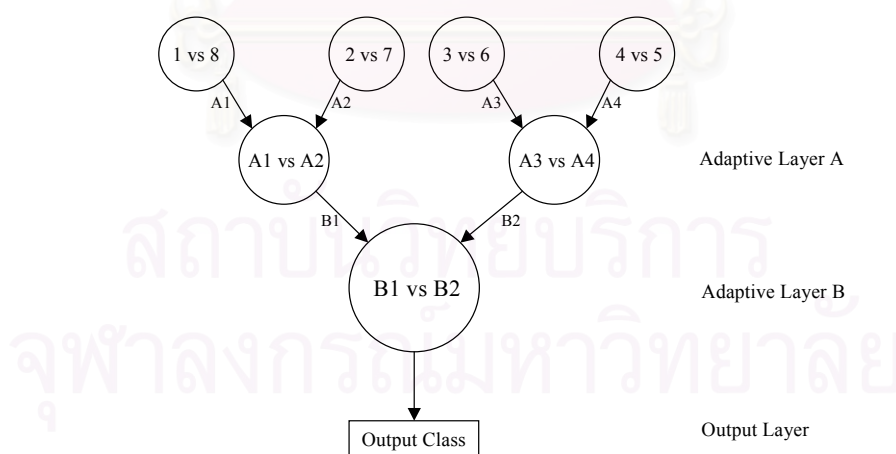 1 vs 8
2 vs 7
3 vs 6
4 vs 5
A1
A2
A3
A4
A1 vs A2
A3 vs A4
Adaptive Layer A
B1
B2
สถาบันวิทยบริการ
B1 vs B2
Adaptive Layer B
จุฬาลงกรณ์มหาวิทยาลัย
Output Class
Output Layer